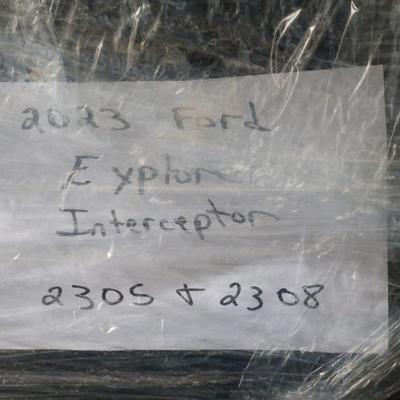 2023 Ford
Explorer
Interceptor
2305 & 2308